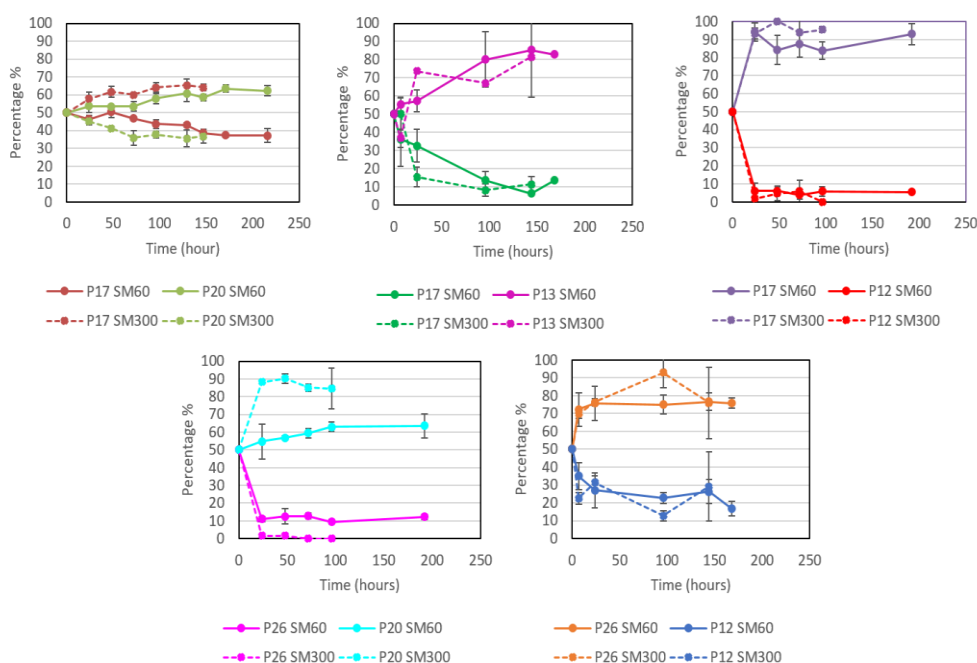 Percentage %
100
90
80
70
60
50
40
30
20
10
0
0 50 100 150 200 250
Time (hour)
P17 SM60 P20 SM60
P17 SM300 P20 SM300
Percentage %
100
90
80
70
60
50
40
30
20
10
0
0 50 100 150 200 250
Time (hours)
P17 SM60 P13 SM60
P17 SM300 P13 SM300
Percentage %
100
90
80
70
60
50
40
30
20
10
0
0 50 100 150 200 250
Time (hours)
P17 SM60 P12 SM60
P17 SM300 P12 SM300
Percentage %
100
90
80
70
60
50
40
30
20
10
0
0 50 100 150 200 250
Time (hours)
P26 SM60 P20 SM60
P26 SM300 P20 SM300
Percentage %
100
90
80
70
60
50
40
30
20
10
0
0 50 100 150 200 250
Time (hours)
P26 SM60 P12 SM60
P26 SM300 P12 SM300